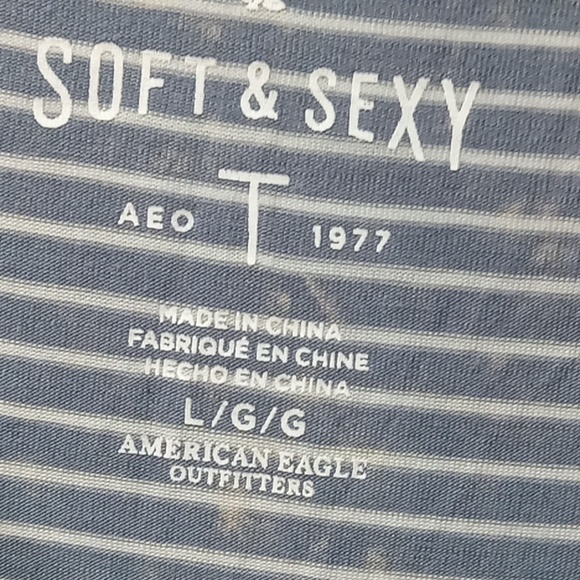 SOFT & SEXY
T
AEO 1977
MADE IN CHINA
FABRIQUÉ EN CHINE
HECHO EN CHINA
L/G/G
AMERICAN EAGLE
OUTFITTERS